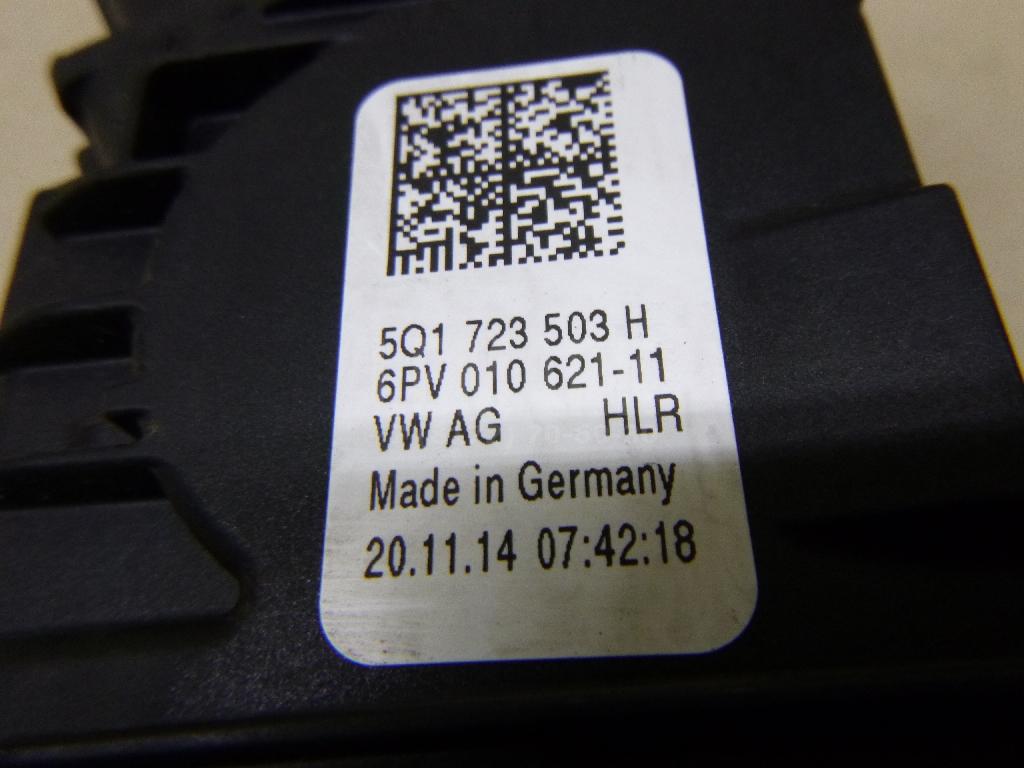 5Q1 723 503 H
6PV 010 621-11
VW AG HLR
Made in Germany
20.11.14 07:42:18